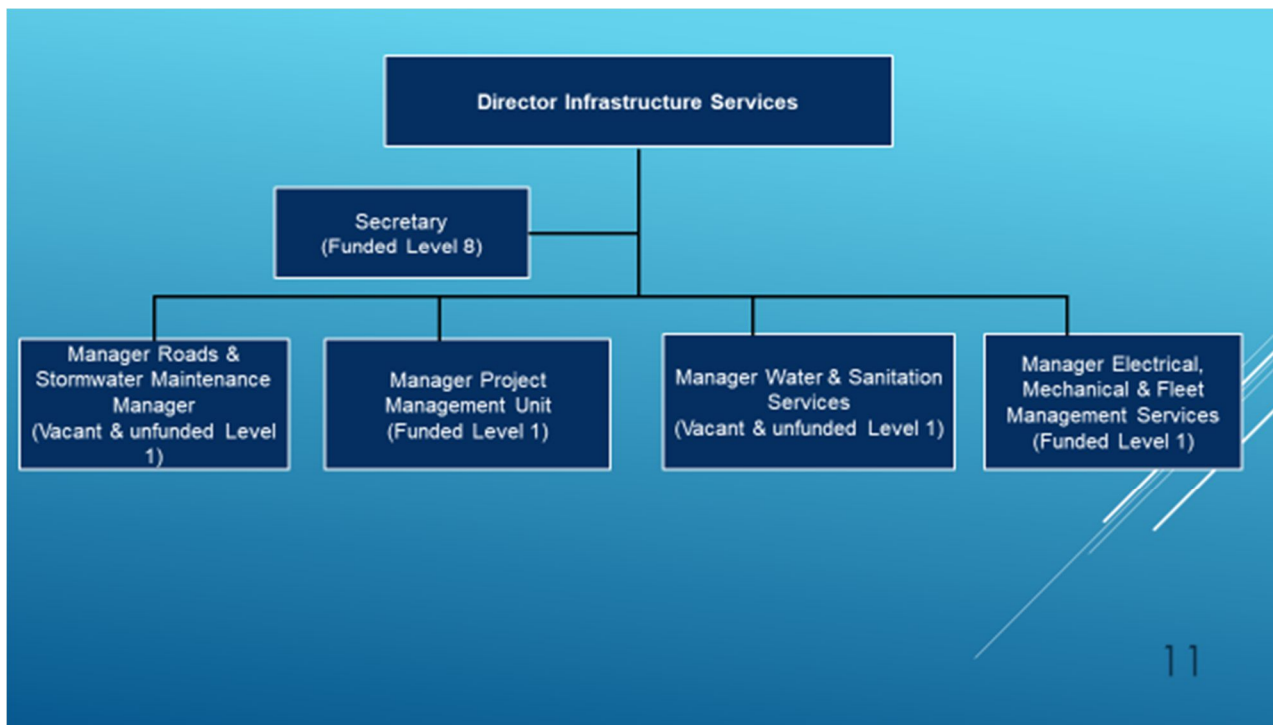 Director Infrastructure Services
Secretary
(Funded Level 8)
Manager Roads &
Stormwater Maintenance
Manager
(Vacant & unfunded Level
1)
Manager Project
Management Unit
(Funded Level 1)
Manager Water & Sanitation
Services
(Vacant & unfunded Level 1)
Manager Electrical,
Mechanical & Fleet
Management Services
(Funded Level 1)
11